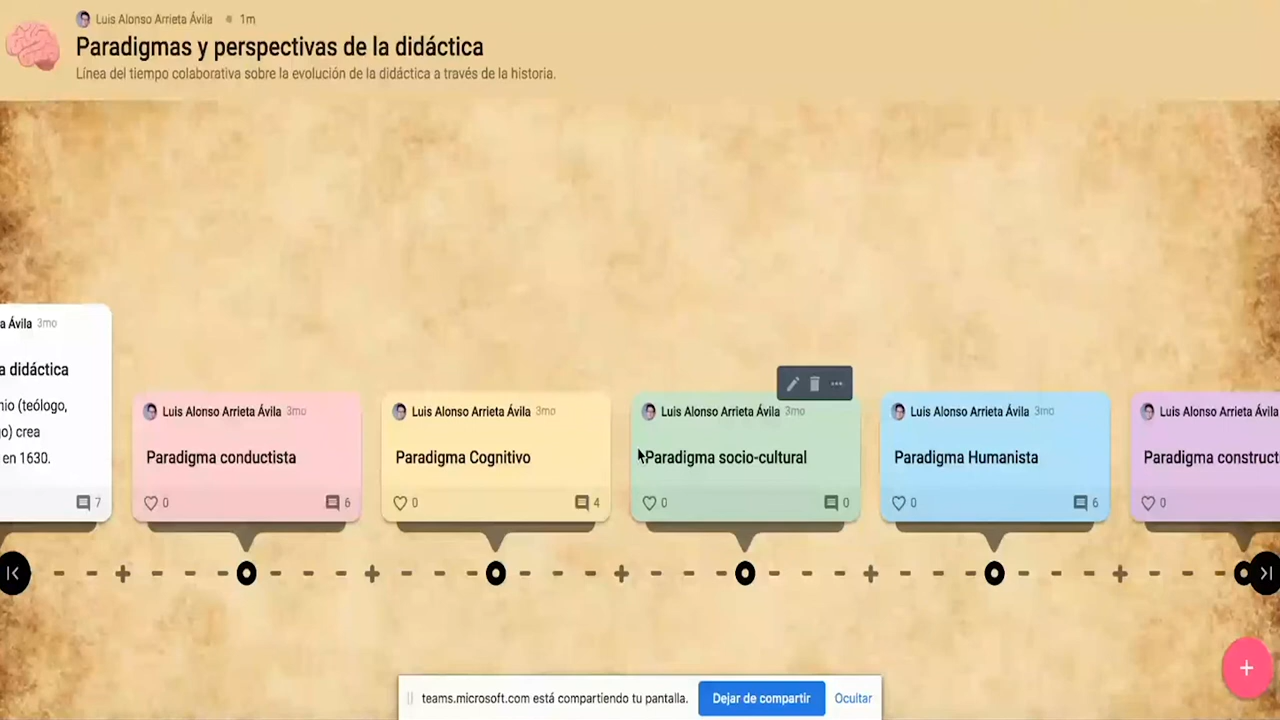 Luis Alonso Arrieta Ávila 1m
Paradigmas y perspectivas de la didáctica
Línea del tiempo colaborativa sobre la evolución de la didáctica a través de la historia.
a Ávila 3mo
a didáctica
nio (teólogo,
go) crea
en 1630.
7
Luis Alonso Arrieta Ávila 3mo
Paradigma conductista
0 6
Luis Alonso Arrieta Ávila 3mo
Paradigma Cognitivo
0 4
Luis Alonso Arrieta Ávila 3mo
Paradigma socio-cultural
0 0
Luis Alonso Arrieta Ávila 3mo
Paradigma Humanista
0 6
Luis Alonso Arrieta Ávila
Paradigma construct
0
teams.microsoft.com está compartiendo tu pantalla. Dejar de compartir Ocultar